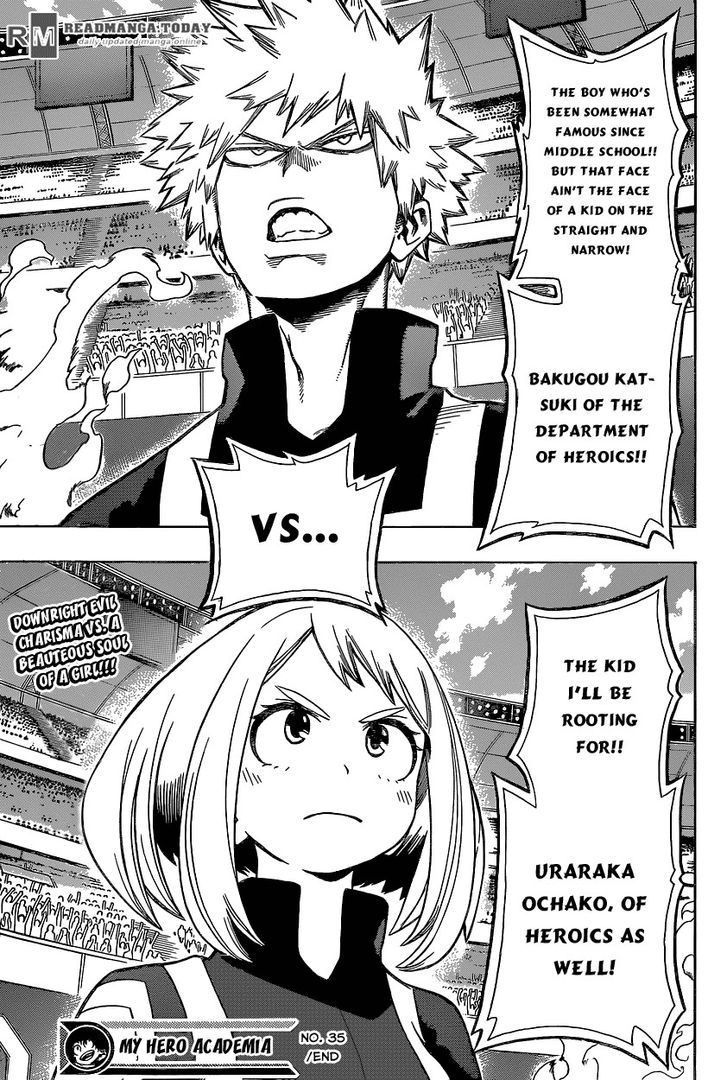 RM READMANGA.TODAY
daily updated manga online
THE BOY WHO'S
BEEN SOMEWHAT
FAMOUS SINCE
MIDDLE SCHOOL!!
BUT THAT FACE
AIN'T THE FACE
OF A KID ON THE
STRAIGHT AND
NARROW!
BAKUGOU KAT-
SUKI OF THE
DEPARTMENT
OF HEROICS!!
VS...
DOWNRIGHT EVIL
CHARISMA VS. A
BEAUTEOUS SOUL
OF A GIRL!!!
THE KID
I'LL BE
ROOTING
FOR!!
URARAKA
OCHAKO, OF
HEROICS AS
WELL!
MY HERO ACADEMIA
NO. 35
/END